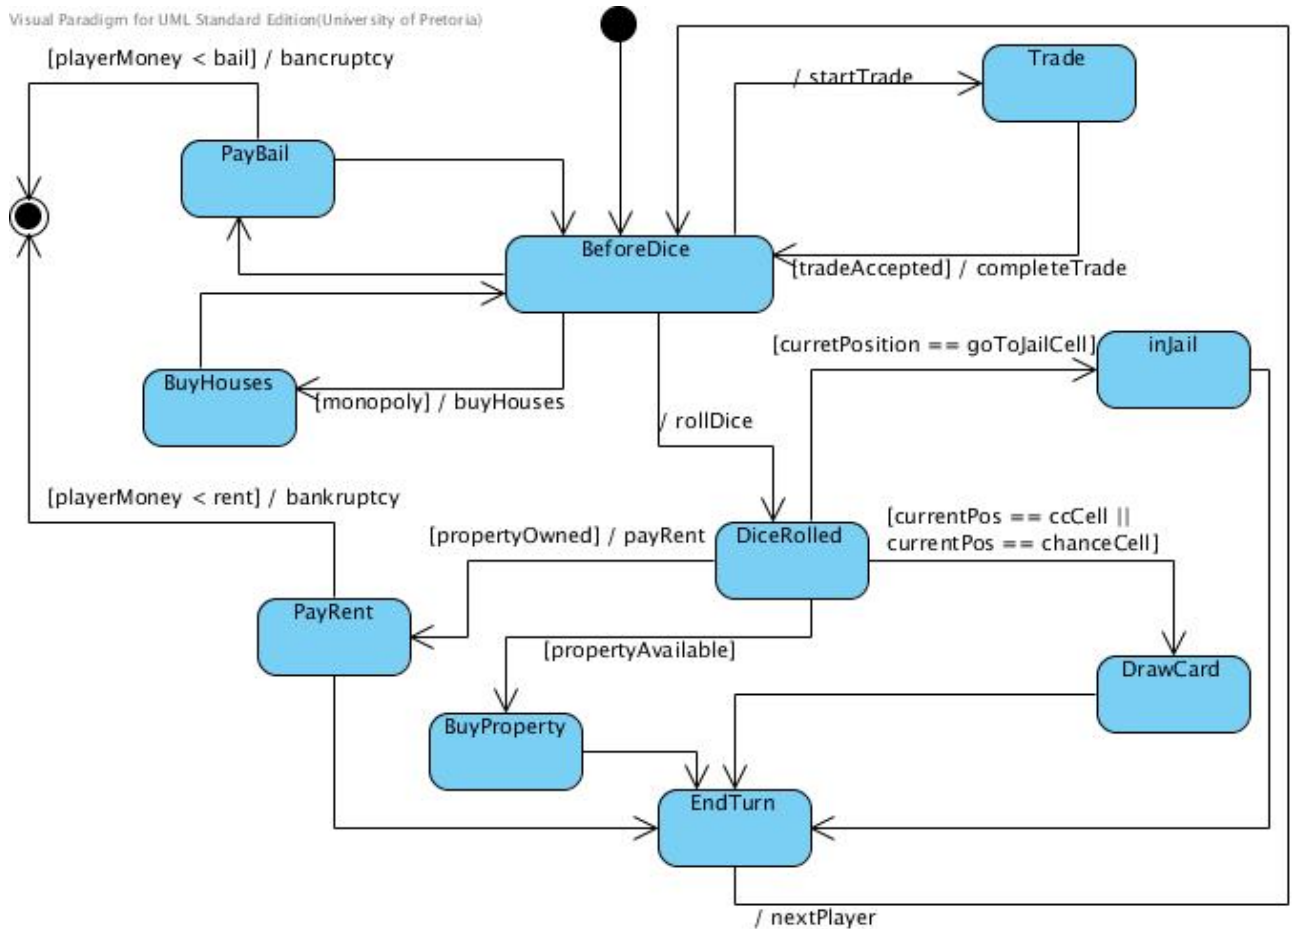 Visual Paradigm for UML Standard Edition(University of Pretoria)
[playerMoney < bail] / bancruptcy
Trade
/ startTrade
PayBail
BeforeDice
[tradeAccepted] / completeTrade
[curretPosition == goToJailCell]
inJail
BuyHouses
[monopoly] / buyHouses
/ rollDice
[playerMoney < rent] / bankruptcy
[currentPos == ccCell ||
currentPos == chanceCell]
[propertyOwned] / payRent
DiceRolled
PayRent
[propertyAvailable]
DrawCard
BuyProperty
EndTurn
/ nextPlayer